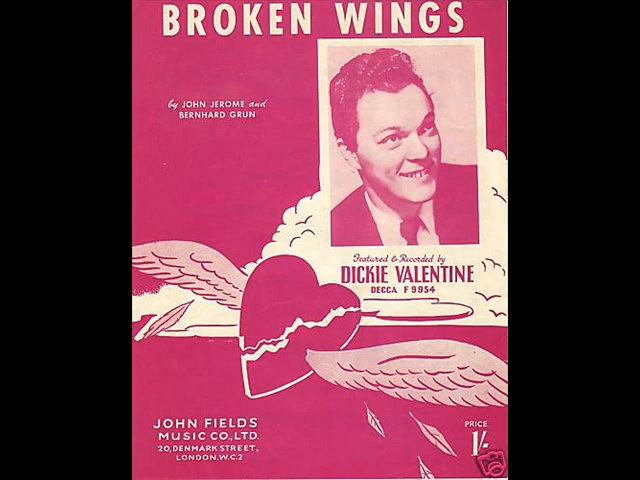 BROKEN WINGS
by JOHN JEROME and
BERNHARD GRUN
Featured & Recorded by
DICKIE VALENTINE
DECCA F 9954
JOHN FIELDS
MUSIC CO., LTD.
20, DENMARK STREET,
LONDON. W.C.2
PRICE
1/-